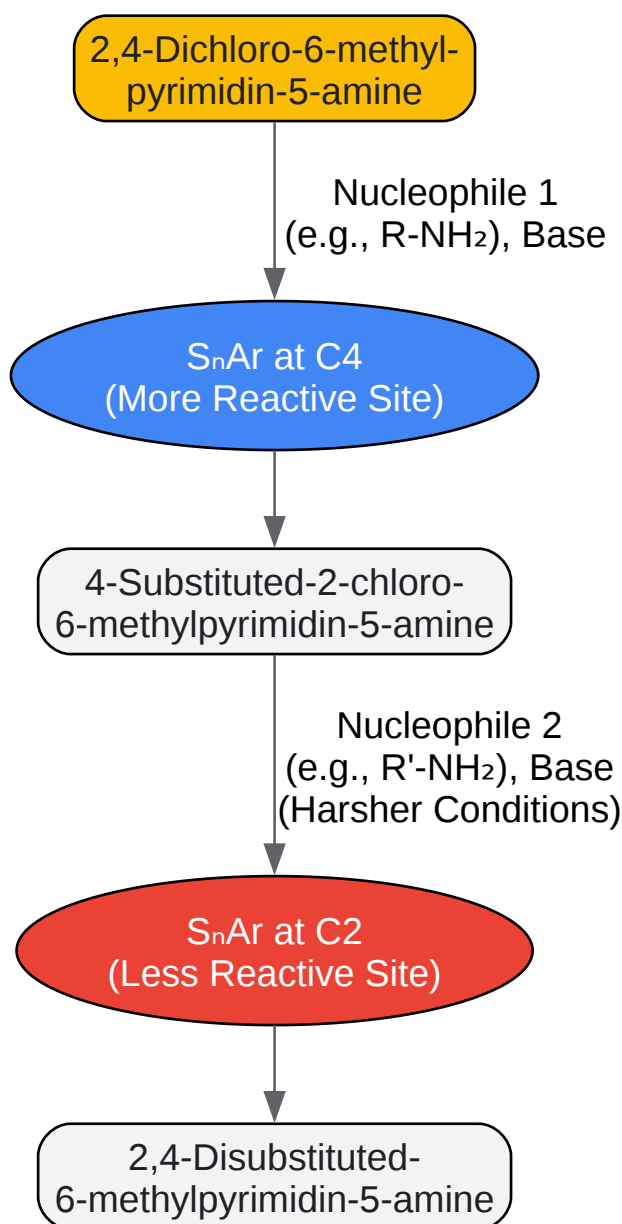 2,4-Dichloro-6-methyl-
pyrimidin-5-amine
Nucleophile 1
(e.g., R-NH₂), Base
SₙAr at C4
(More Reactive Site)
4-Substituted-2-chloro-
6-methylpyrimidin-5-amine
Nucleophile 2
(e.g., R'-NH₂), Base
(Harsher Conditions)
SₙAr at C2
(Less Reactive Site)
2,4-Disubstituted-
6-methylpyrimidin-5-amine